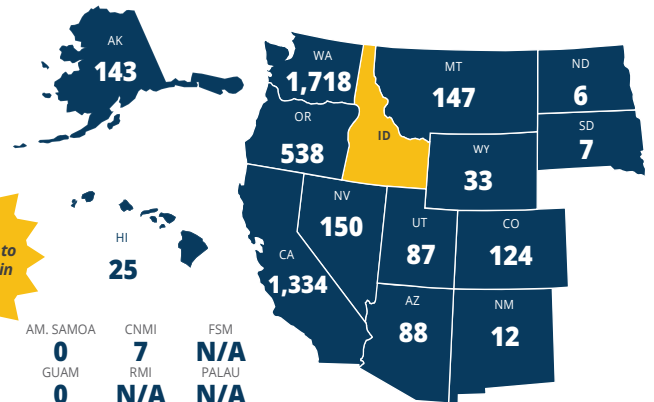 AK
143
WA
1,718
MT
147
ND
6
OR
538
ID
SD
7
WY
33
NV
150
UT
87
CO
124
HI
25
to
in
CA
1,334
AZ
88
NM
12
AM. SAMOA CNMI FSM
0 7 N/A
GUAM RMI PALAU
0 N/A N/A